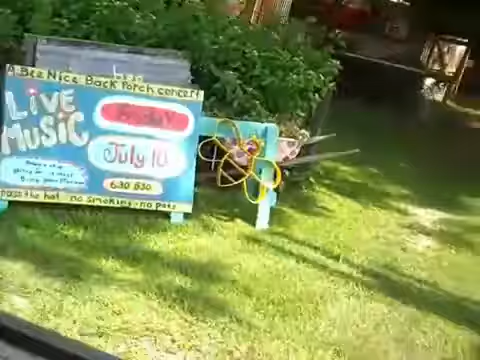 A Bee Nice Back Porch concert
LIVE
MUSIC
Friday
July 10
6:30 8:30
pass the hat no smoking no pets